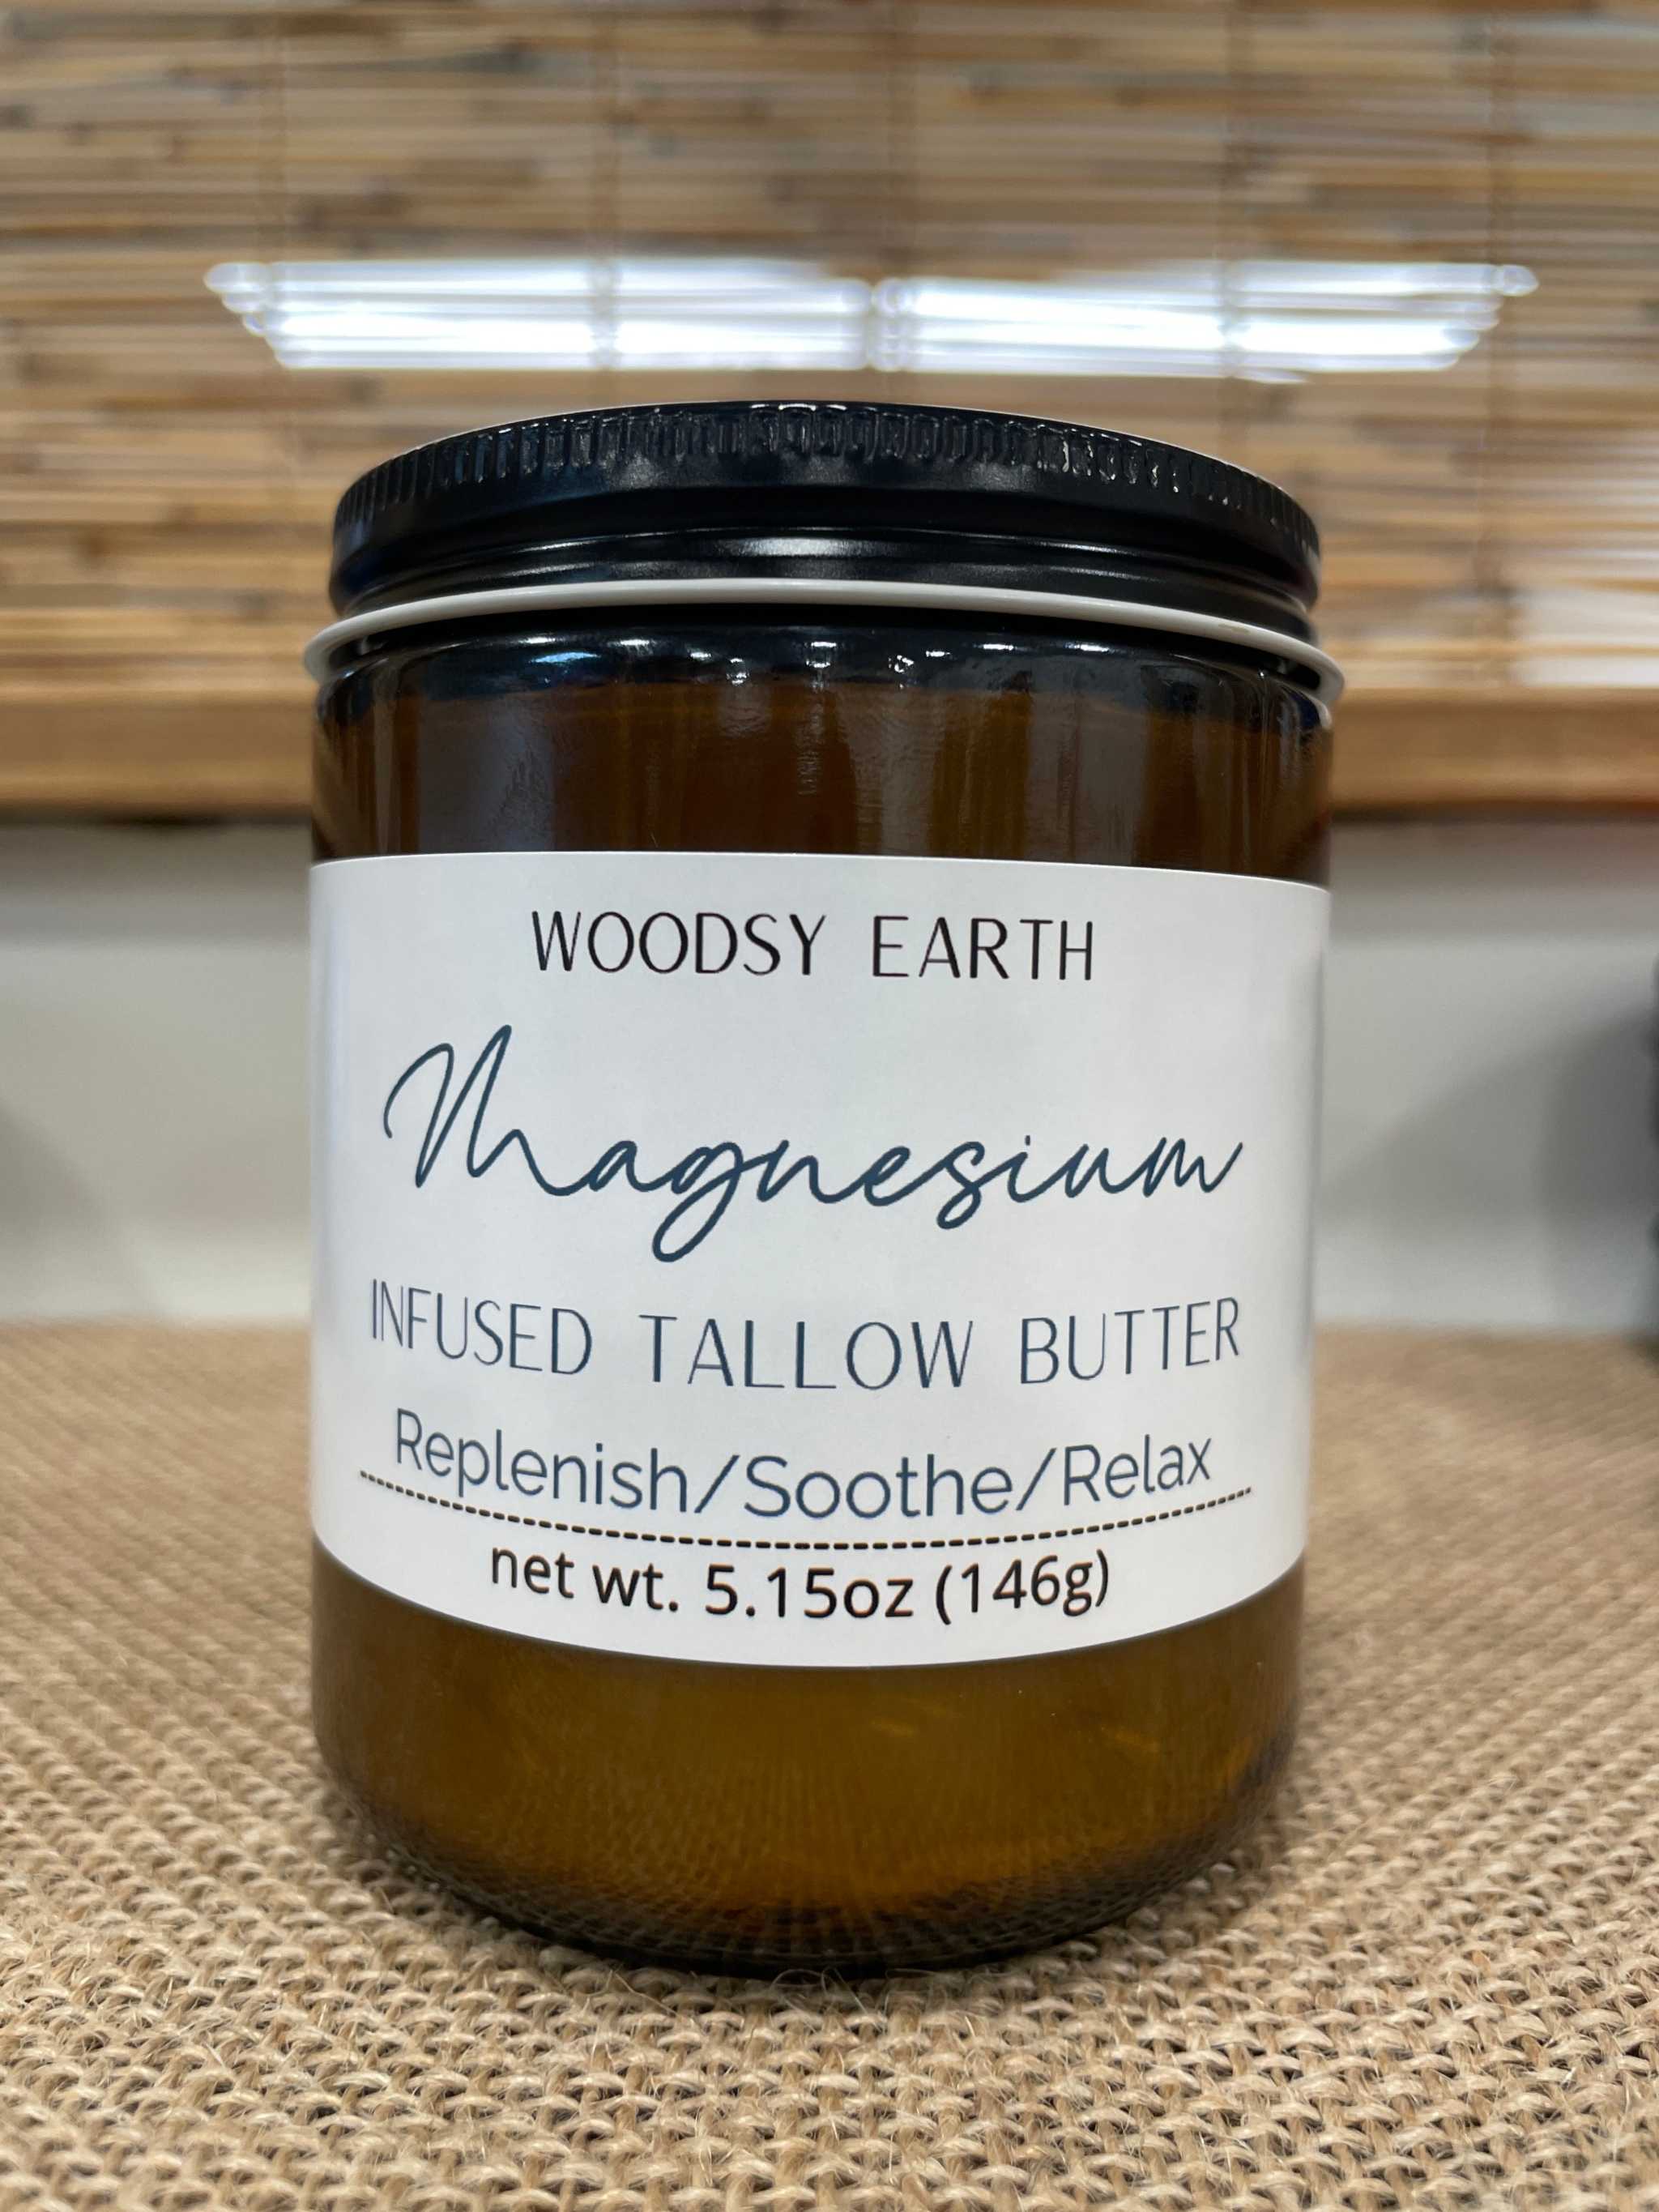 WOODSY EARTH
Magnesium
INFUSED TALLOW BUTTER
Replenish/Soothe/Relax
net wt. 5.15oz (146g)